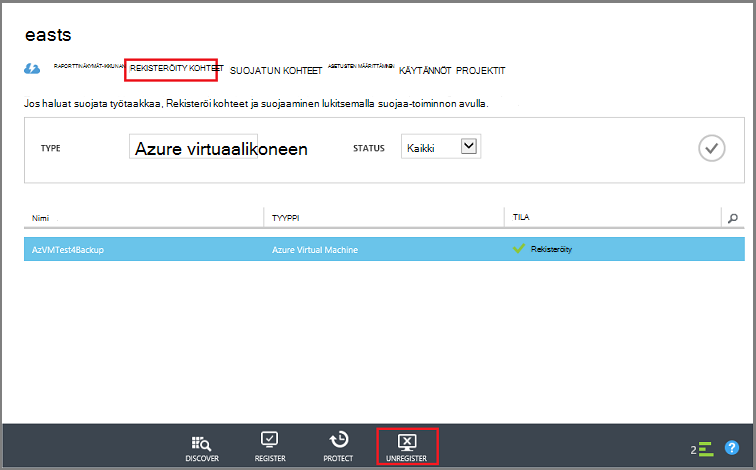 easts
RAPORTTINÄKYMÄT-IKKUNAN REKISTERÖITY KOHTEET SUOJATUN KOHTEET ASETUSTEN MÄÄRITTÄMINEN KÄYTÄNNÖT PROJEKTIT
Jos haluat suojata työtaakkaa, Rekisteröi kohteet ja suojaaminen lukitsemalla suojaa-toiminnon avulla.
TYPE Azure virtuaalikoneen STATUS Kaikki
Nimi TYYPPI TILA
AzVMTest4Backup Azure Virtual Machine Rekisteröity
DISCOVER REGISTER PROTECT UNREGISTER 2 ?